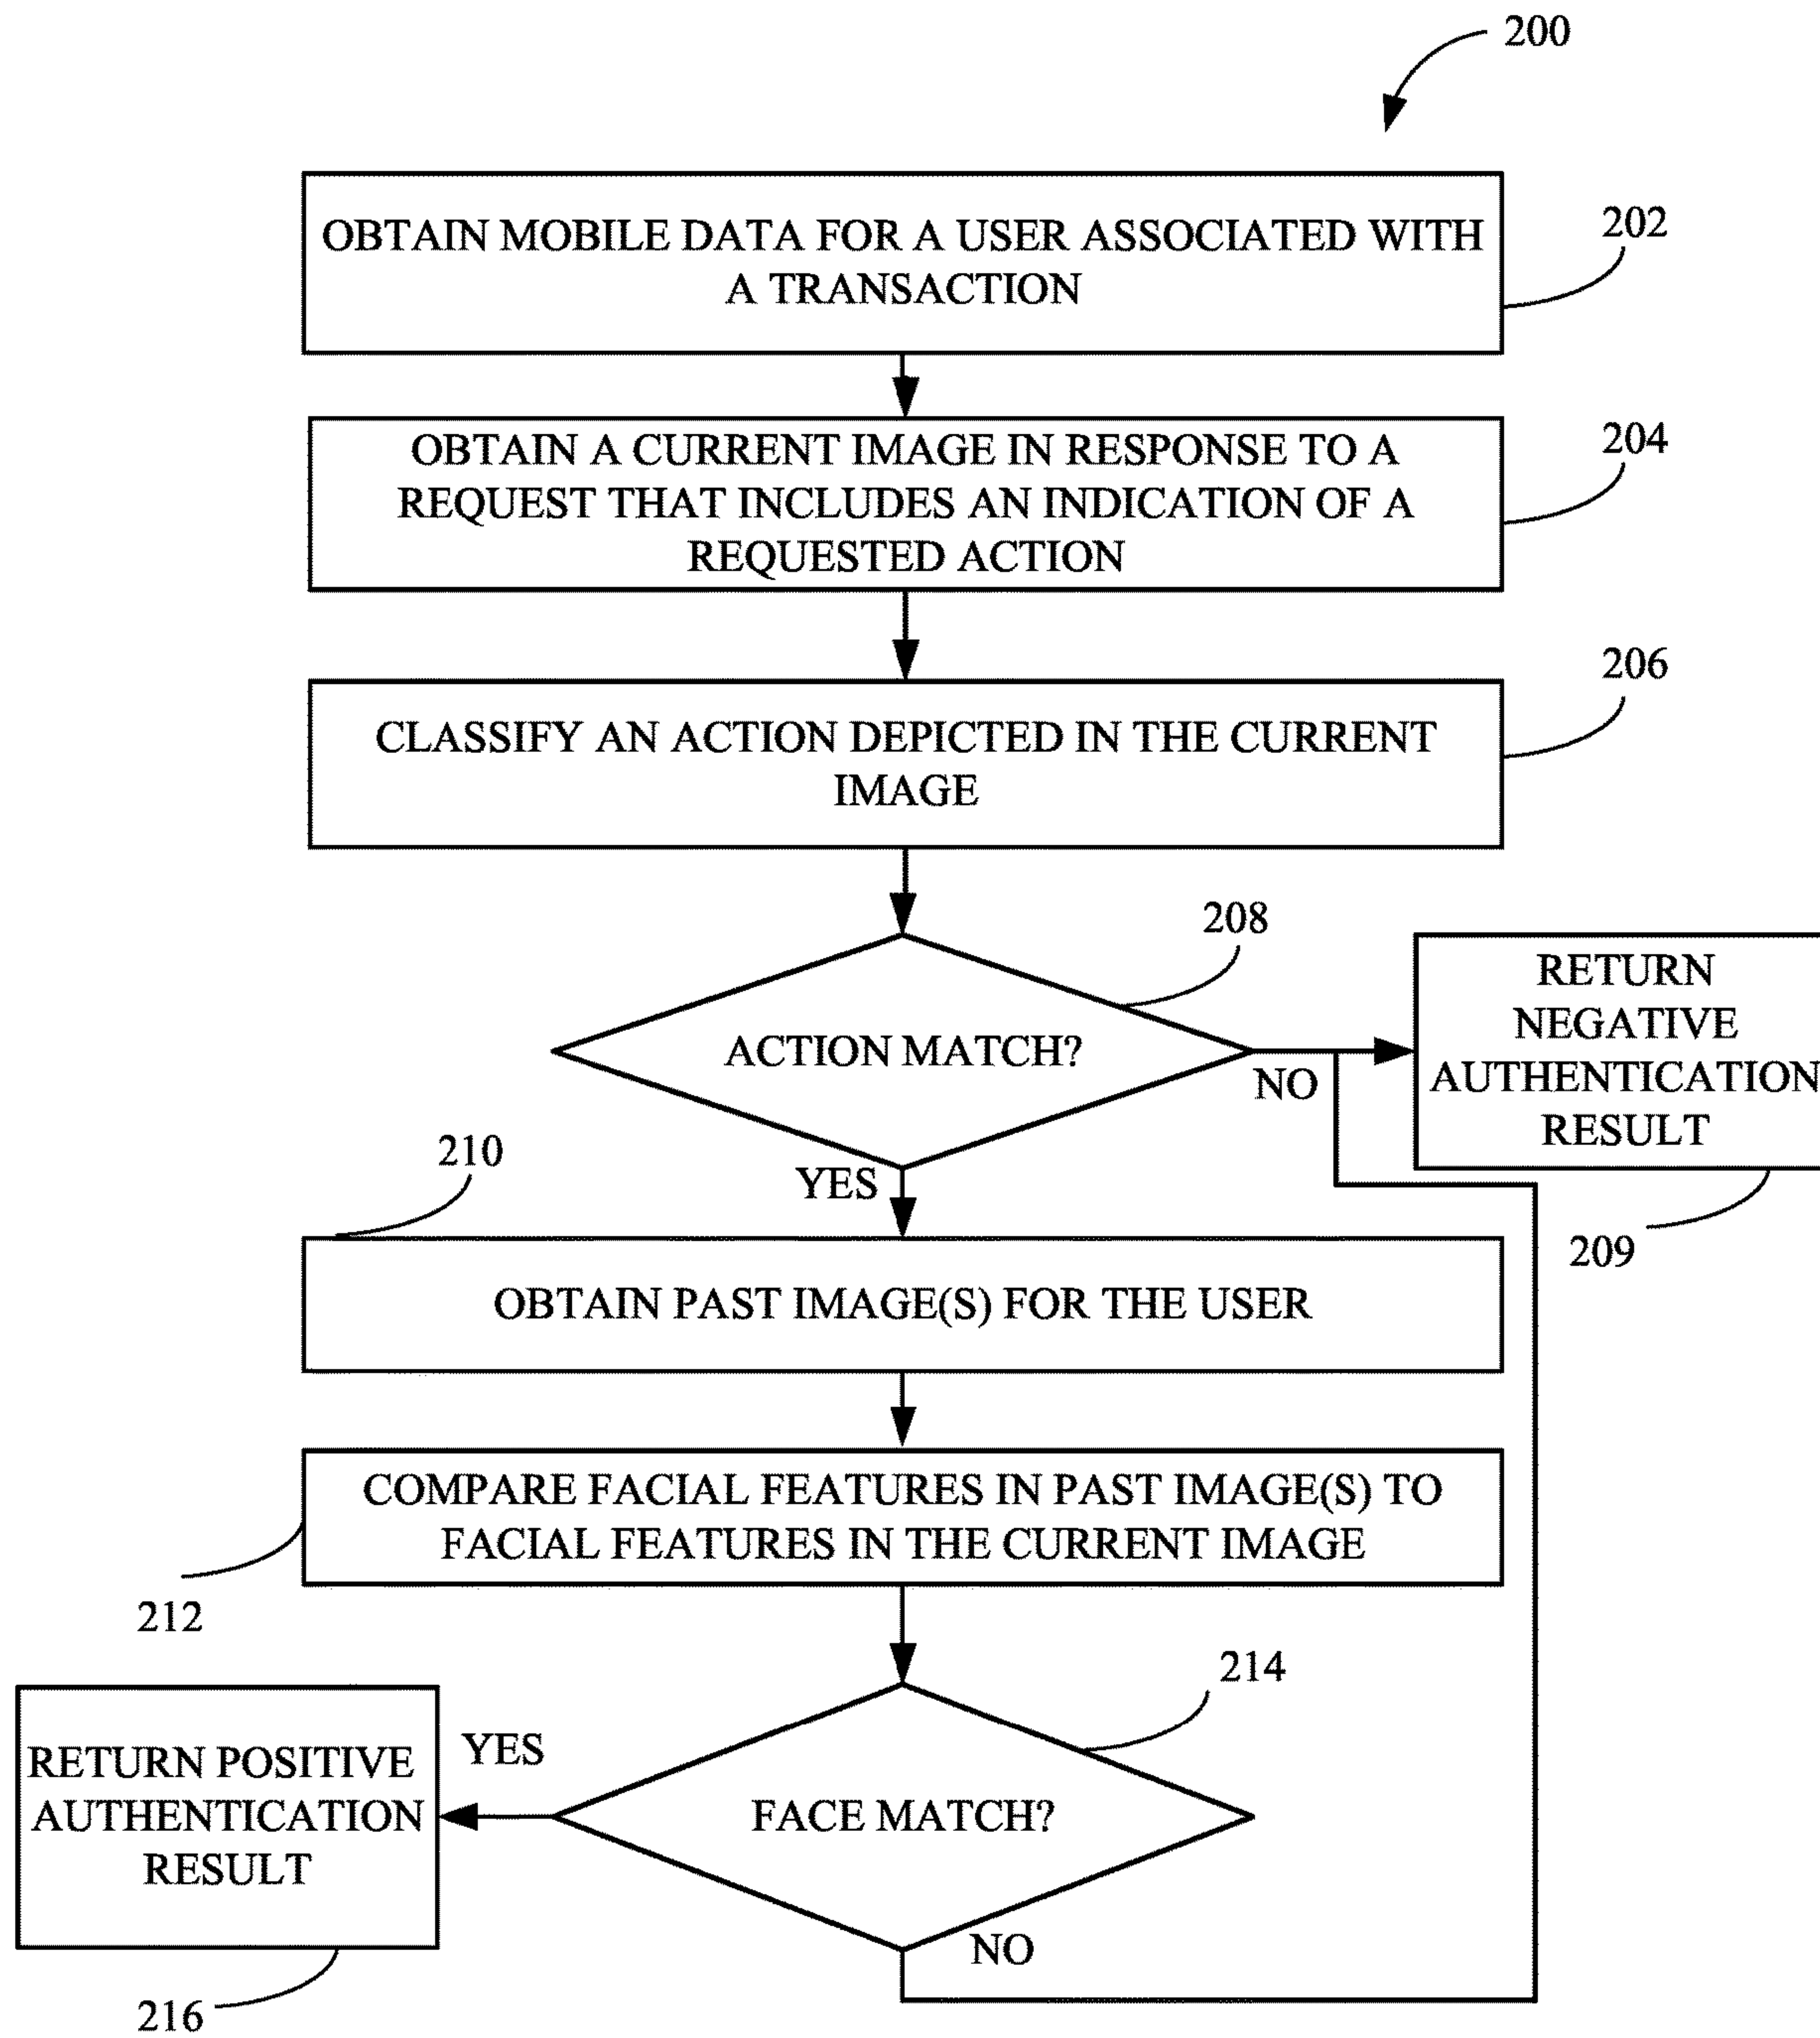 200
OBTAIN MOBILE DATA FOR A USER ASSOCIATED WITH
A TRANSACTION
202
OBTAIN A CURRENT IMAGE IN RESPONSE TO A
REQUEST THAT INCLUDES AN INDICATION OF A
REQUESTED ACTION
204
CLASSIFY AN ACTION DEPICTED IN THE CURRENT
IMAGE
206
ACTION MATCH?
208
NO
RETURN
NEGATIVE
AUTHENTICATION
RESULT
209
YES
210
OBTAIN PAST IMAGE(S) FOR THE USER
COMPARE FACIAL FEATURES IN PAST IMAGE(S) TO
FACIAL FEATURES IN THE CURRENT IMAGE
212
FACE MATCH?
214
YES
RETURN POSITIVE
AUTHENTICATION
RESULT
216
NO